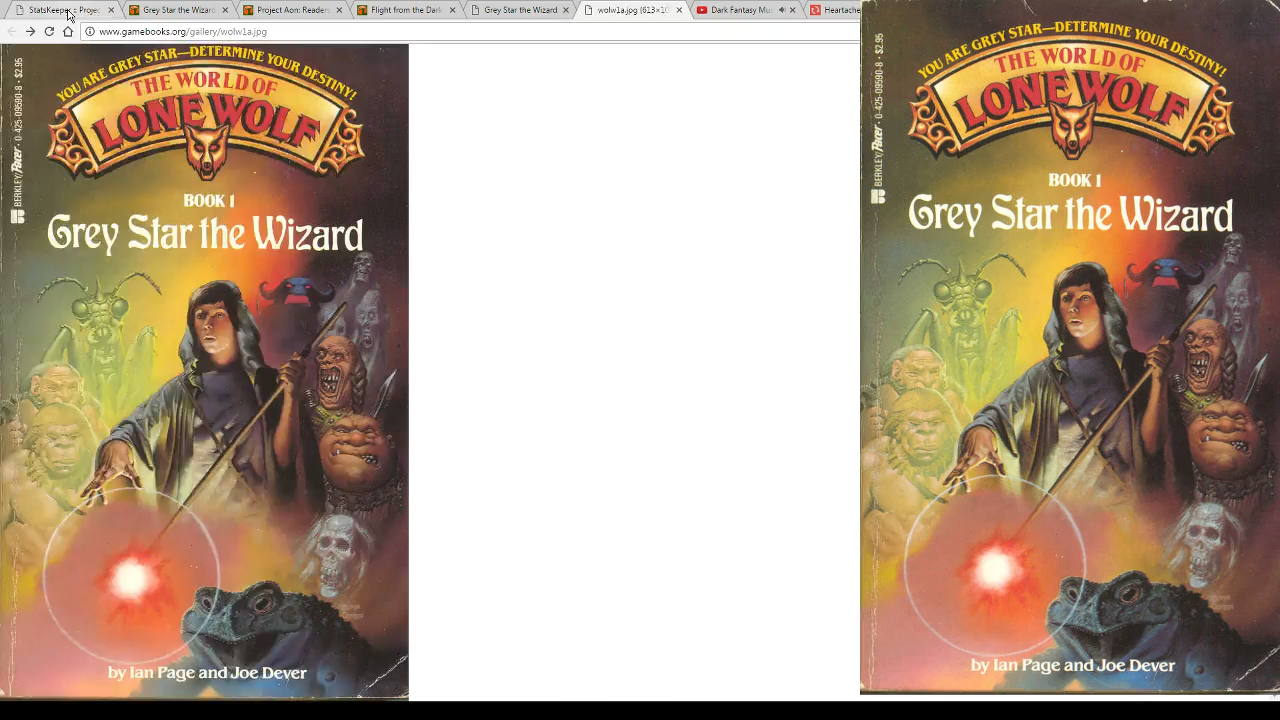 StatsKeeper :: Projec
Grey Star the Wizard
Project Aon: Readers
Flight from the Dark
Grey Star the Wizard
wolw1a.jpg (613×10
Dark Fantasy Mus
Heartache
www.gamebooks.org/gallery/wolw1a.jpg
YOU ARE GREY STAR—DETERMINE YOUR DESTINY!
THE WORLD OF
LONE WOLF
BERKLEY/Pacer • 0-425-09590-8 • $2.95
BOOK 1
Grey Star the Wizard
by Ian Page and Joe Dever
YOU ARE GREY STAR—DETERMINE YOUR DESTINY!
THE WORLD OF
LONE WOLF
BERKLEY/Pacer • 0-425-09590-8 • $2.95
BOOK 1
Grey Star the Wizard
by Ian Page and Joe Dever